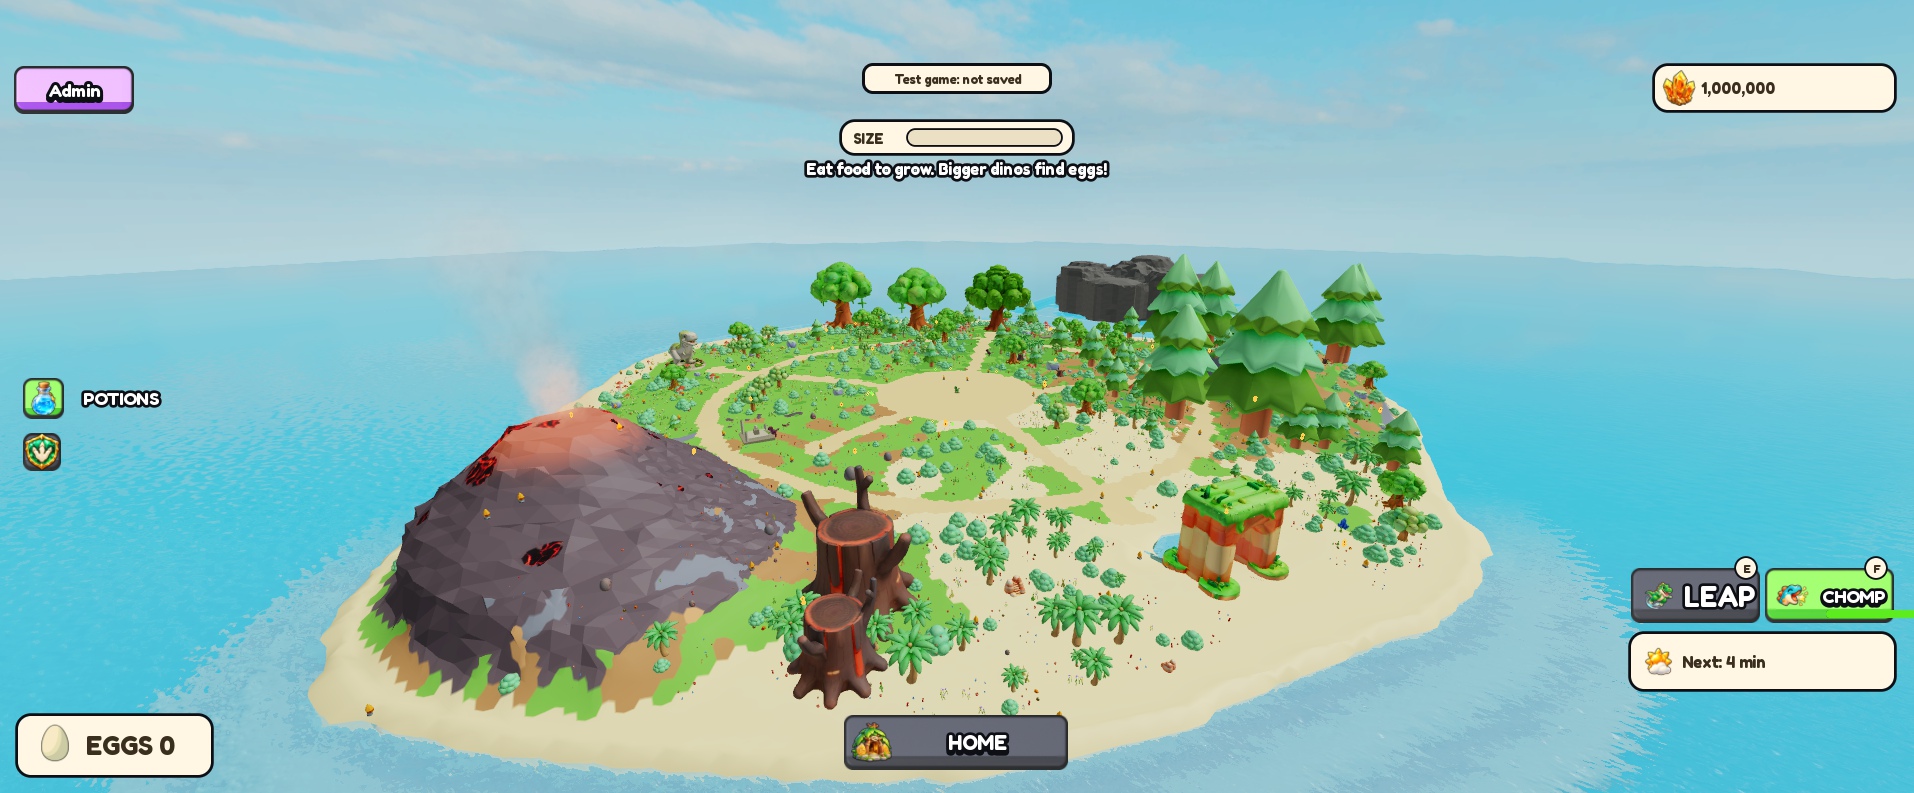 Admin
Test game: not saved
1,000,000
SIZE
Eat food to grow. Bigger dinos find eggs!
POTIONS
E
F
LEAP
CHOMP
Next: 4 min
EGGS 0
HOME